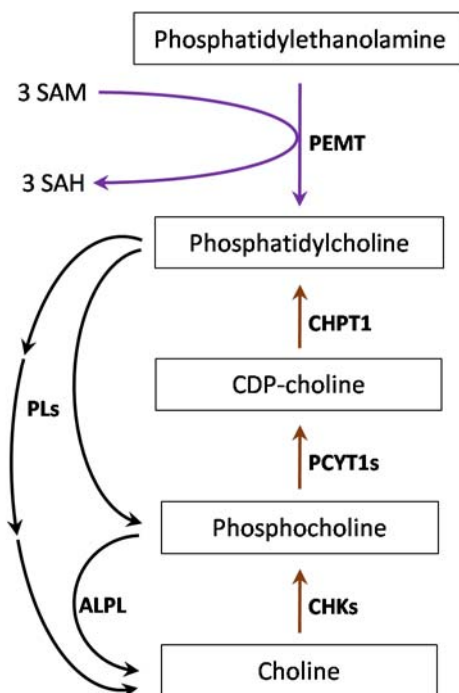 Phosphatidylethanolamine
3 SAM
PEMT
3 SAH
Phosphatidylcholine
CHPT1
CDP-choline
PLs
PCYT1s
Phosphocholine
ALPL
CHKs
Choline